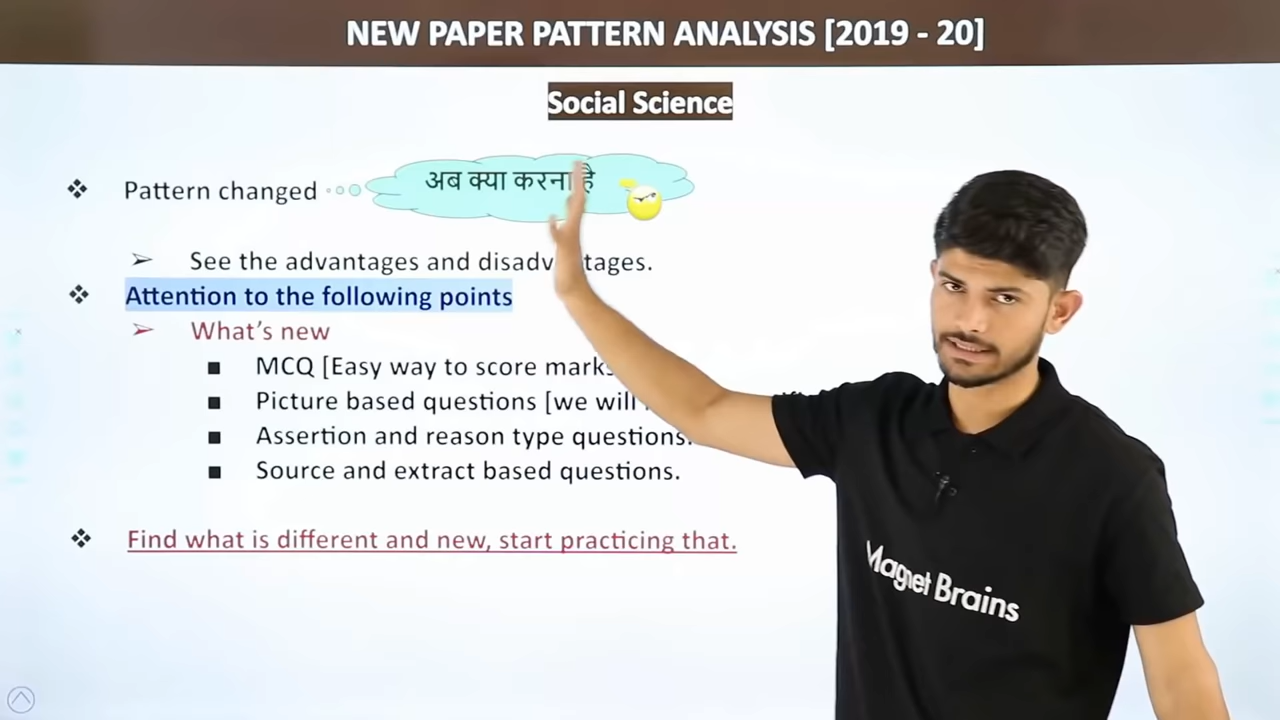 NEW PAPER PATTERN ANALYSIS [2019 - 20]
Social Science
❖ Pattern changed
अब क्या करना है
➢ See the advantages and disadv tages.
❖ Attention to the following points
➢ What's new
■ MCQ [Easy way to score marks
■ Picture based questions [we will
■ Assertion and reason type questions.
■ Source and extract based questions.
❖ Find what is different and new, start practicing that.
Magnet Brains